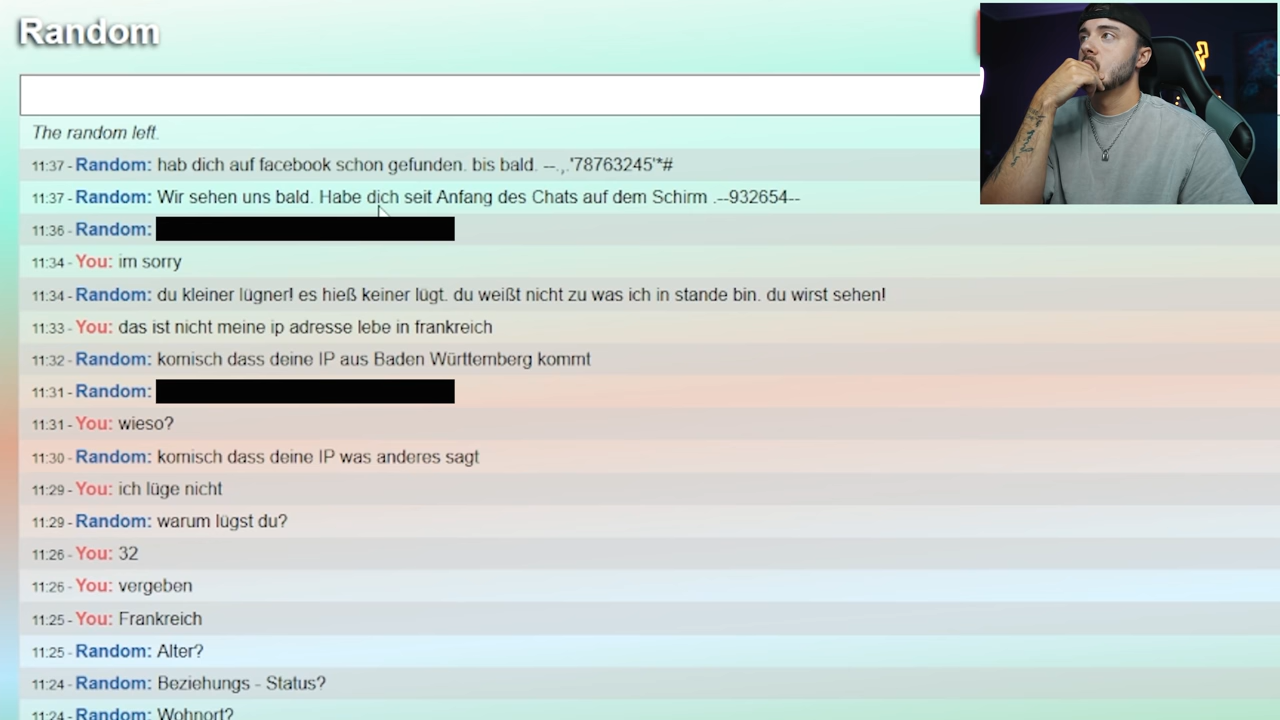 Random
The random left.
11:37 - Random: hab dich auf facebook schon gefunden. bis bald. --.,.'78763245'*#
11:37 - Random: Wir sehen uns bald. Habe dich seit Anfang des Chats auf dem Schirm .--932654--
11:36 - Random:
11:34 - You: im sorry
11:34 - Random: du kleiner lügner! es hieß keiner lügt. du weißt nicht zu was ich in stande bin. du wirst sehen!
11:33 - You: das ist nicht meine ip adresse lebe in frankreich
11:32 - Random: komisch dass deine IP aus Baden Württemberg kommt
11:31 - Random:
11:31 - You: wieso?
11:30 - Random: komisch dass deine IP was anderes sagt
11:29 - You: ich lüge nicht
11:29 - Random: warum lügst du?
11:26 - You: 32
11:26 - You: vergeben
11:25 - You: Frankreich
11:25 - Random: Alter?
11:24 - Random: Beziehungs - Status?
11:24 - Random: Wohnort?